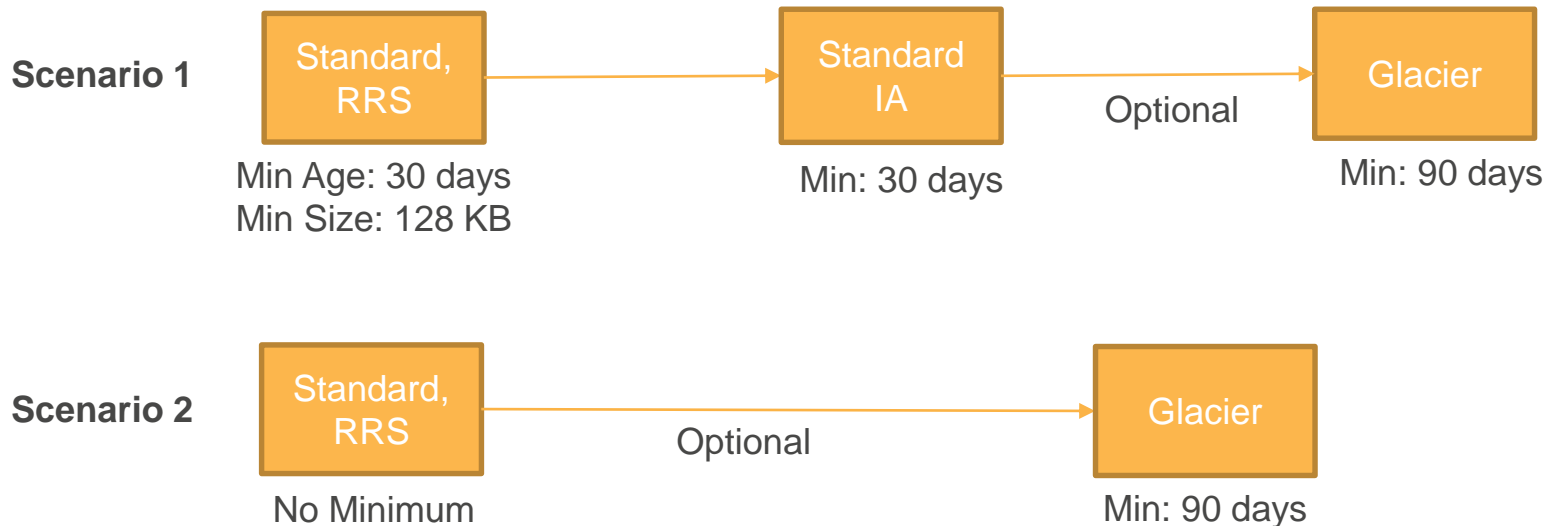 Scenario 1
Standard,
RRS
Standard
IA
Optional
Glacier
Min Age: 30 days
Min Size: 128 KB
Min: 30 days
Min: 90 days
Scenario 2
Standard,
RRS
Optional
Glacier
No Minimum
Min: 90 days